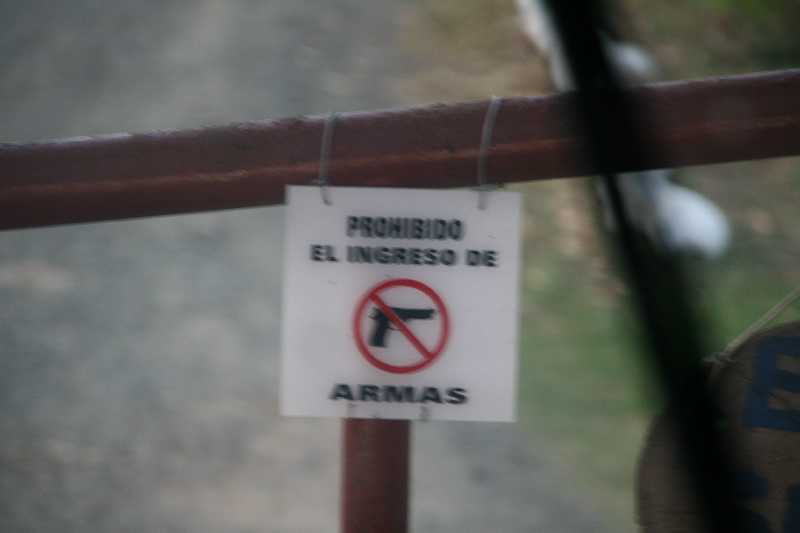 PROHIBIDO
EL INGRESO DE
ARMAS